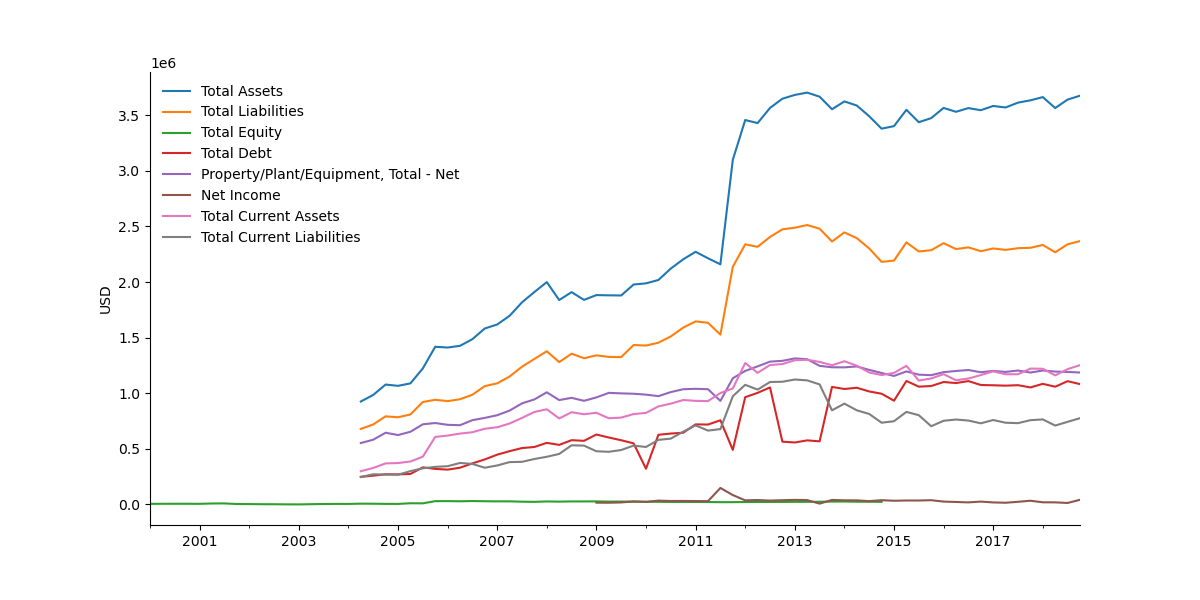 1e6
Total Assets
Total Liabilities
Total Equity
Total Debt
Property/Plant/Equipment, Total - Net
Net Income
Total Current Assets
Total Current Liabilities
USD
3.5
3.0
2.5
2.0
1.5
1.0
0.5
0.0
2001 2003 2005 2007 2009 2011 2013 2015 2017